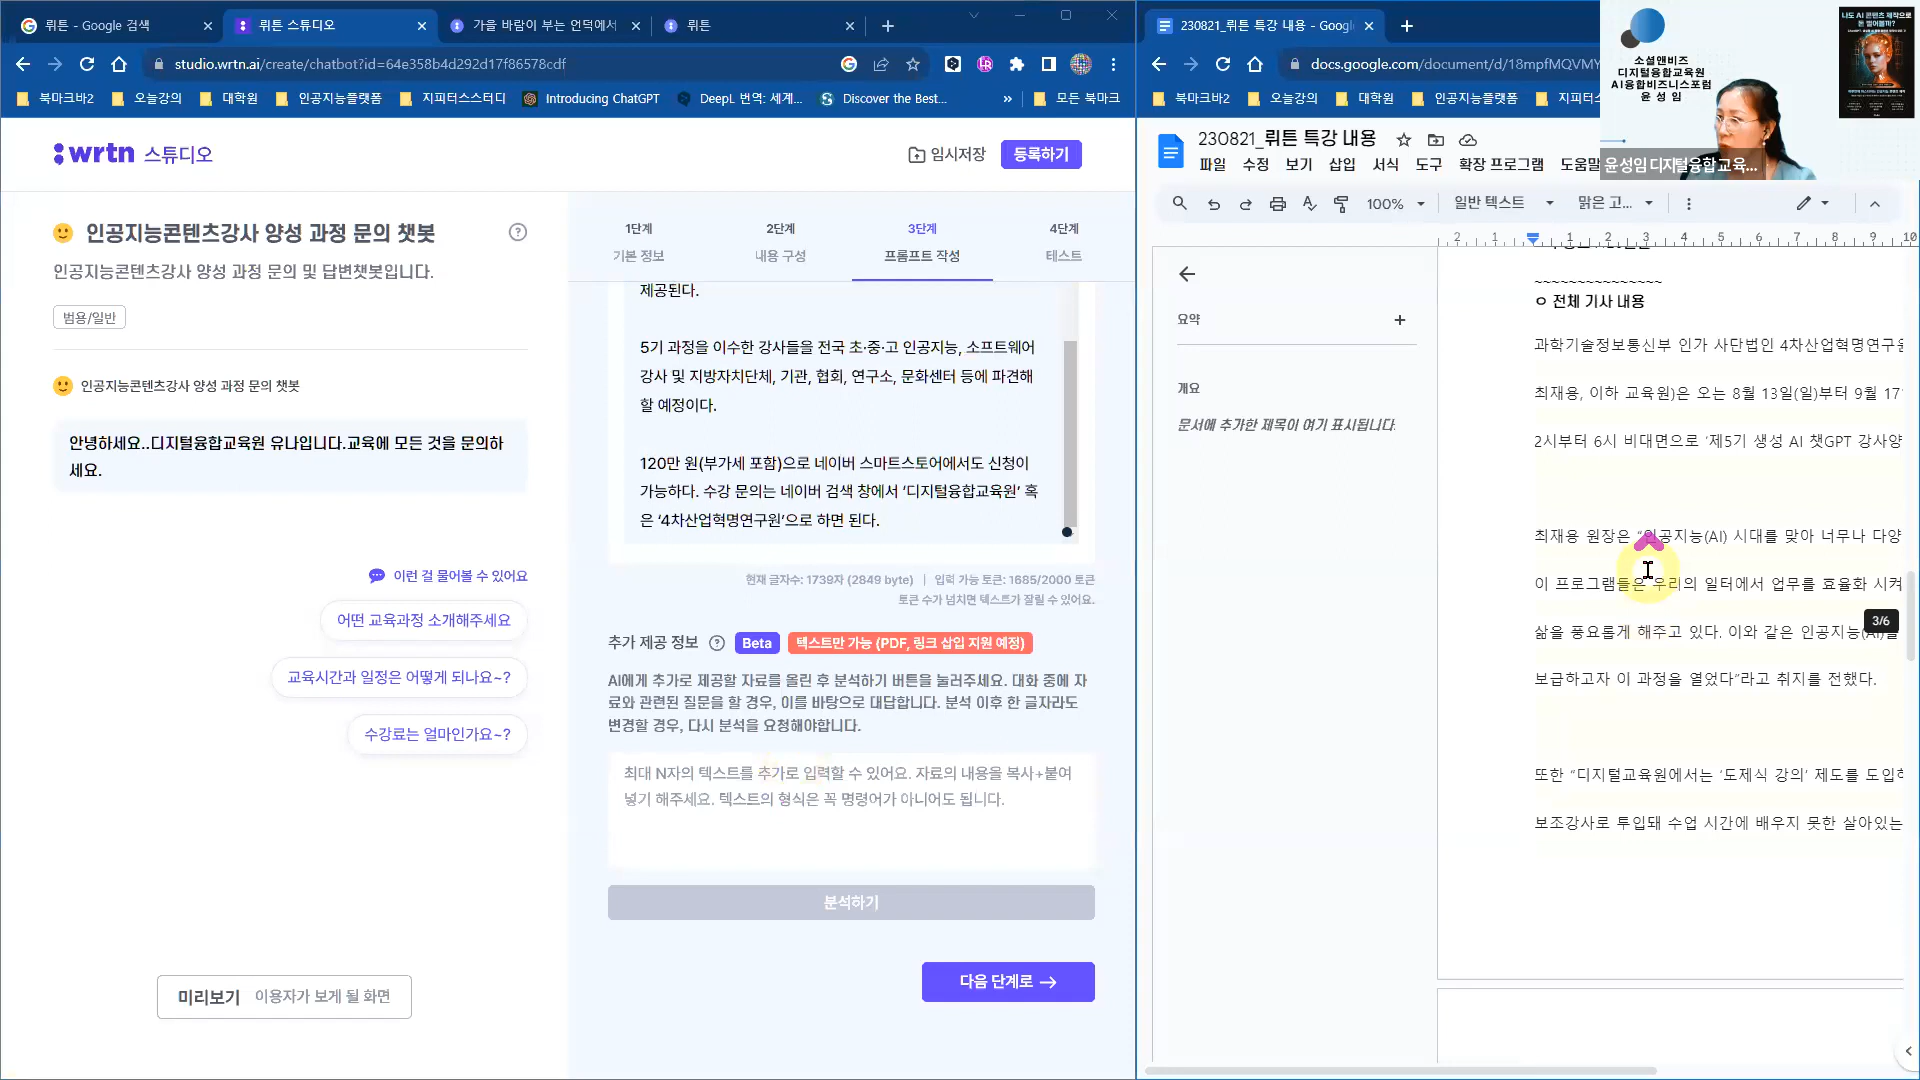 뤼튼 - Google 검색
뤼튼 스튜디오
가을 바람이 부는 언덕에서
뤼튼
studio.wrtn.ai/create/chatbot?id=64e358b4d292d17f86578cdf
북마크바2
오늘강의
대학원
인공지능플랫폼
지피터스스터디
Introducing ChatGPT
DeepL 번역: 세계...
Discover the Best...
»
모든 북마크
wrtn 스튜디오
임시저장
등록하기
인공지능콘텐츠강사 양성 과정 문의 챗봇
인공지능콘텐츠강사 양성 과정 문의 및 답변챗봇입니다.
범용/일반
인공지능콘텐츠강사 양성 과정 문의 챗봇
안녕하세요..디지털융합교육원 유나입니다.교육에 모든 것을 문의하
세요.
이런 걸 물어볼 수 있어요
어떤 교육과정 소개해주세요
교육시간과 일정은 어떻게 되나요~?
수강료는 얼마인가요~?
미리보기 이용자가 보게 될 화면
1단계
기본 정보
2단계
내용 구성
3단계
프롬프트 작성
4단계
테스트
제공된다.
5기 과정을 이수한 강사들을 전국 초·중·고 인공지능, 소프트웨어
강사 및 지방자치단체, 기관, 협회, 연구소, 문화센터 등에 파견해
할 예정이다.
120만 원(부가세 포함)으로 네이버 스마트스토어에서도 신청이
가능하다. 수강 문의는 네이버 검색 창에서 ‘디지털융합교육원’ 혹
은 ‘4차산업혁명연구원’으로 하면 된다.
현재 글자수: 1739자 (2849 byte) | 입력 가능 토큰: 1685/2000 토큰
토큰 수가 넘치면 텍스트가 잘릴 수 있어요.
추가 제공 정보 Beta 텍스트만 가능 (PDF, 링크 삽입 지원 예정)
AI에게 추가로 제공할 자료를 올린 후 분석하기 버튼을 눌러주세요. 대화 중에 자
료와 관련된 질문을 할 경우, 이를 바탕으로 대답합니다. 분석 이후 한 글자라도
변경할 경우, 다시 분석을 요청해야합니다.
최대 N자의 텍스트를 추가로 입력할 수 있어요. 자료의 내용을 복사+붙여
넣기 해주세요. 텍스트의 형식은 꼭 명령어가 아니어도 됩니다.
분석하기
다음 단계로 →
230821_뤼튼 특강 내용 - Googl
docs.google.com/document/d/18mpfMQVMY
북마크바2
오늘강의
대학원
인공지능플랫폼
지피터스
230821_뤼튼 특강 내용
파일 수정 보기 삽입 서식 도구 확장 프로그램 도움말
100%
일반 텍스트
맑은 고...
2 1 1 2 3 4 5 6 7 8 9 10
요약
개요
문서에 추가한 제목이 여기 표시됩니다.
~~~~~~~~~~~~~~~
ㅇ 전체 기사 내용
과학기술정보통신부 인가 사단법인 4차산업혁명연구원
최재용, 이하 교육원)은 오는 8월 13일(일)부터 9월 17
2시부터 6시 비대면으로 ‘제5기 생성 AI 챗GPT 강사양
최재용 원장은 “인공지능(AI) 시대를 맞아 너무나 다양
이 프로그램들은 우리의 일터에서 업무를 효율화 시켜
삶을 풍요롭게 해주고 있다. 이와 같은 인공지능(AI)을
보급하고자 이 과정을 열었다”라고 취지를 전했다.
또한 “디지털교육원에서는 ‘도제식 강의’ 제도를 도입하
보조강사로 투입돼 수업 시간에 배우지 못한 살아있는
3/6
소셜앤비즈
디지털융합교육원
AI융합비즈니스포럼
윤 성 임
윤성임디지털융합교육...
나도 AI 콘텐츠 제작으로
돈 벌어볼까?